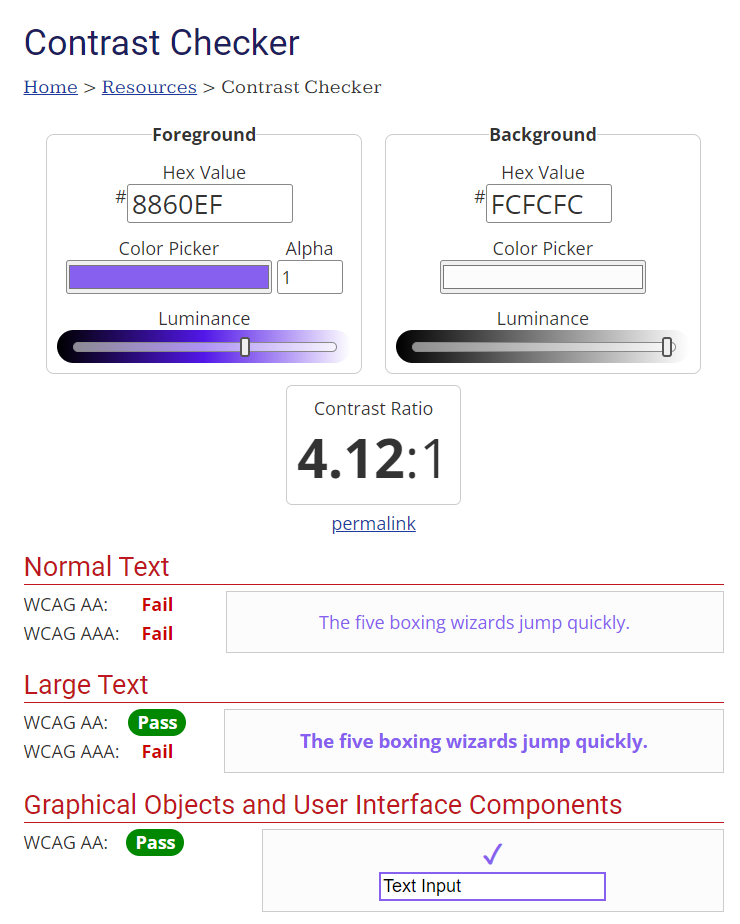 Contrast Checker
Home > Resources > Contrast Checker
Foreground
Hex Value
# 8860EF
Color Picker Alpha
1
Luminance
Background
Hex Value
# FCFCFC
Color Picker
Luminance
Contrast Ratio
4.12:1
permalink
Normal Text
WCAG AA: Fail
WCAG AAA: Fail
The five boxing wizards jump quickly.
Large Text
WCAG AA: Pass
WCAG AAA: Fail
The five boxing wizards jump quickly.
Graphical Objects and User Interface Components
WCAG AA: Pass
✓
Text Input